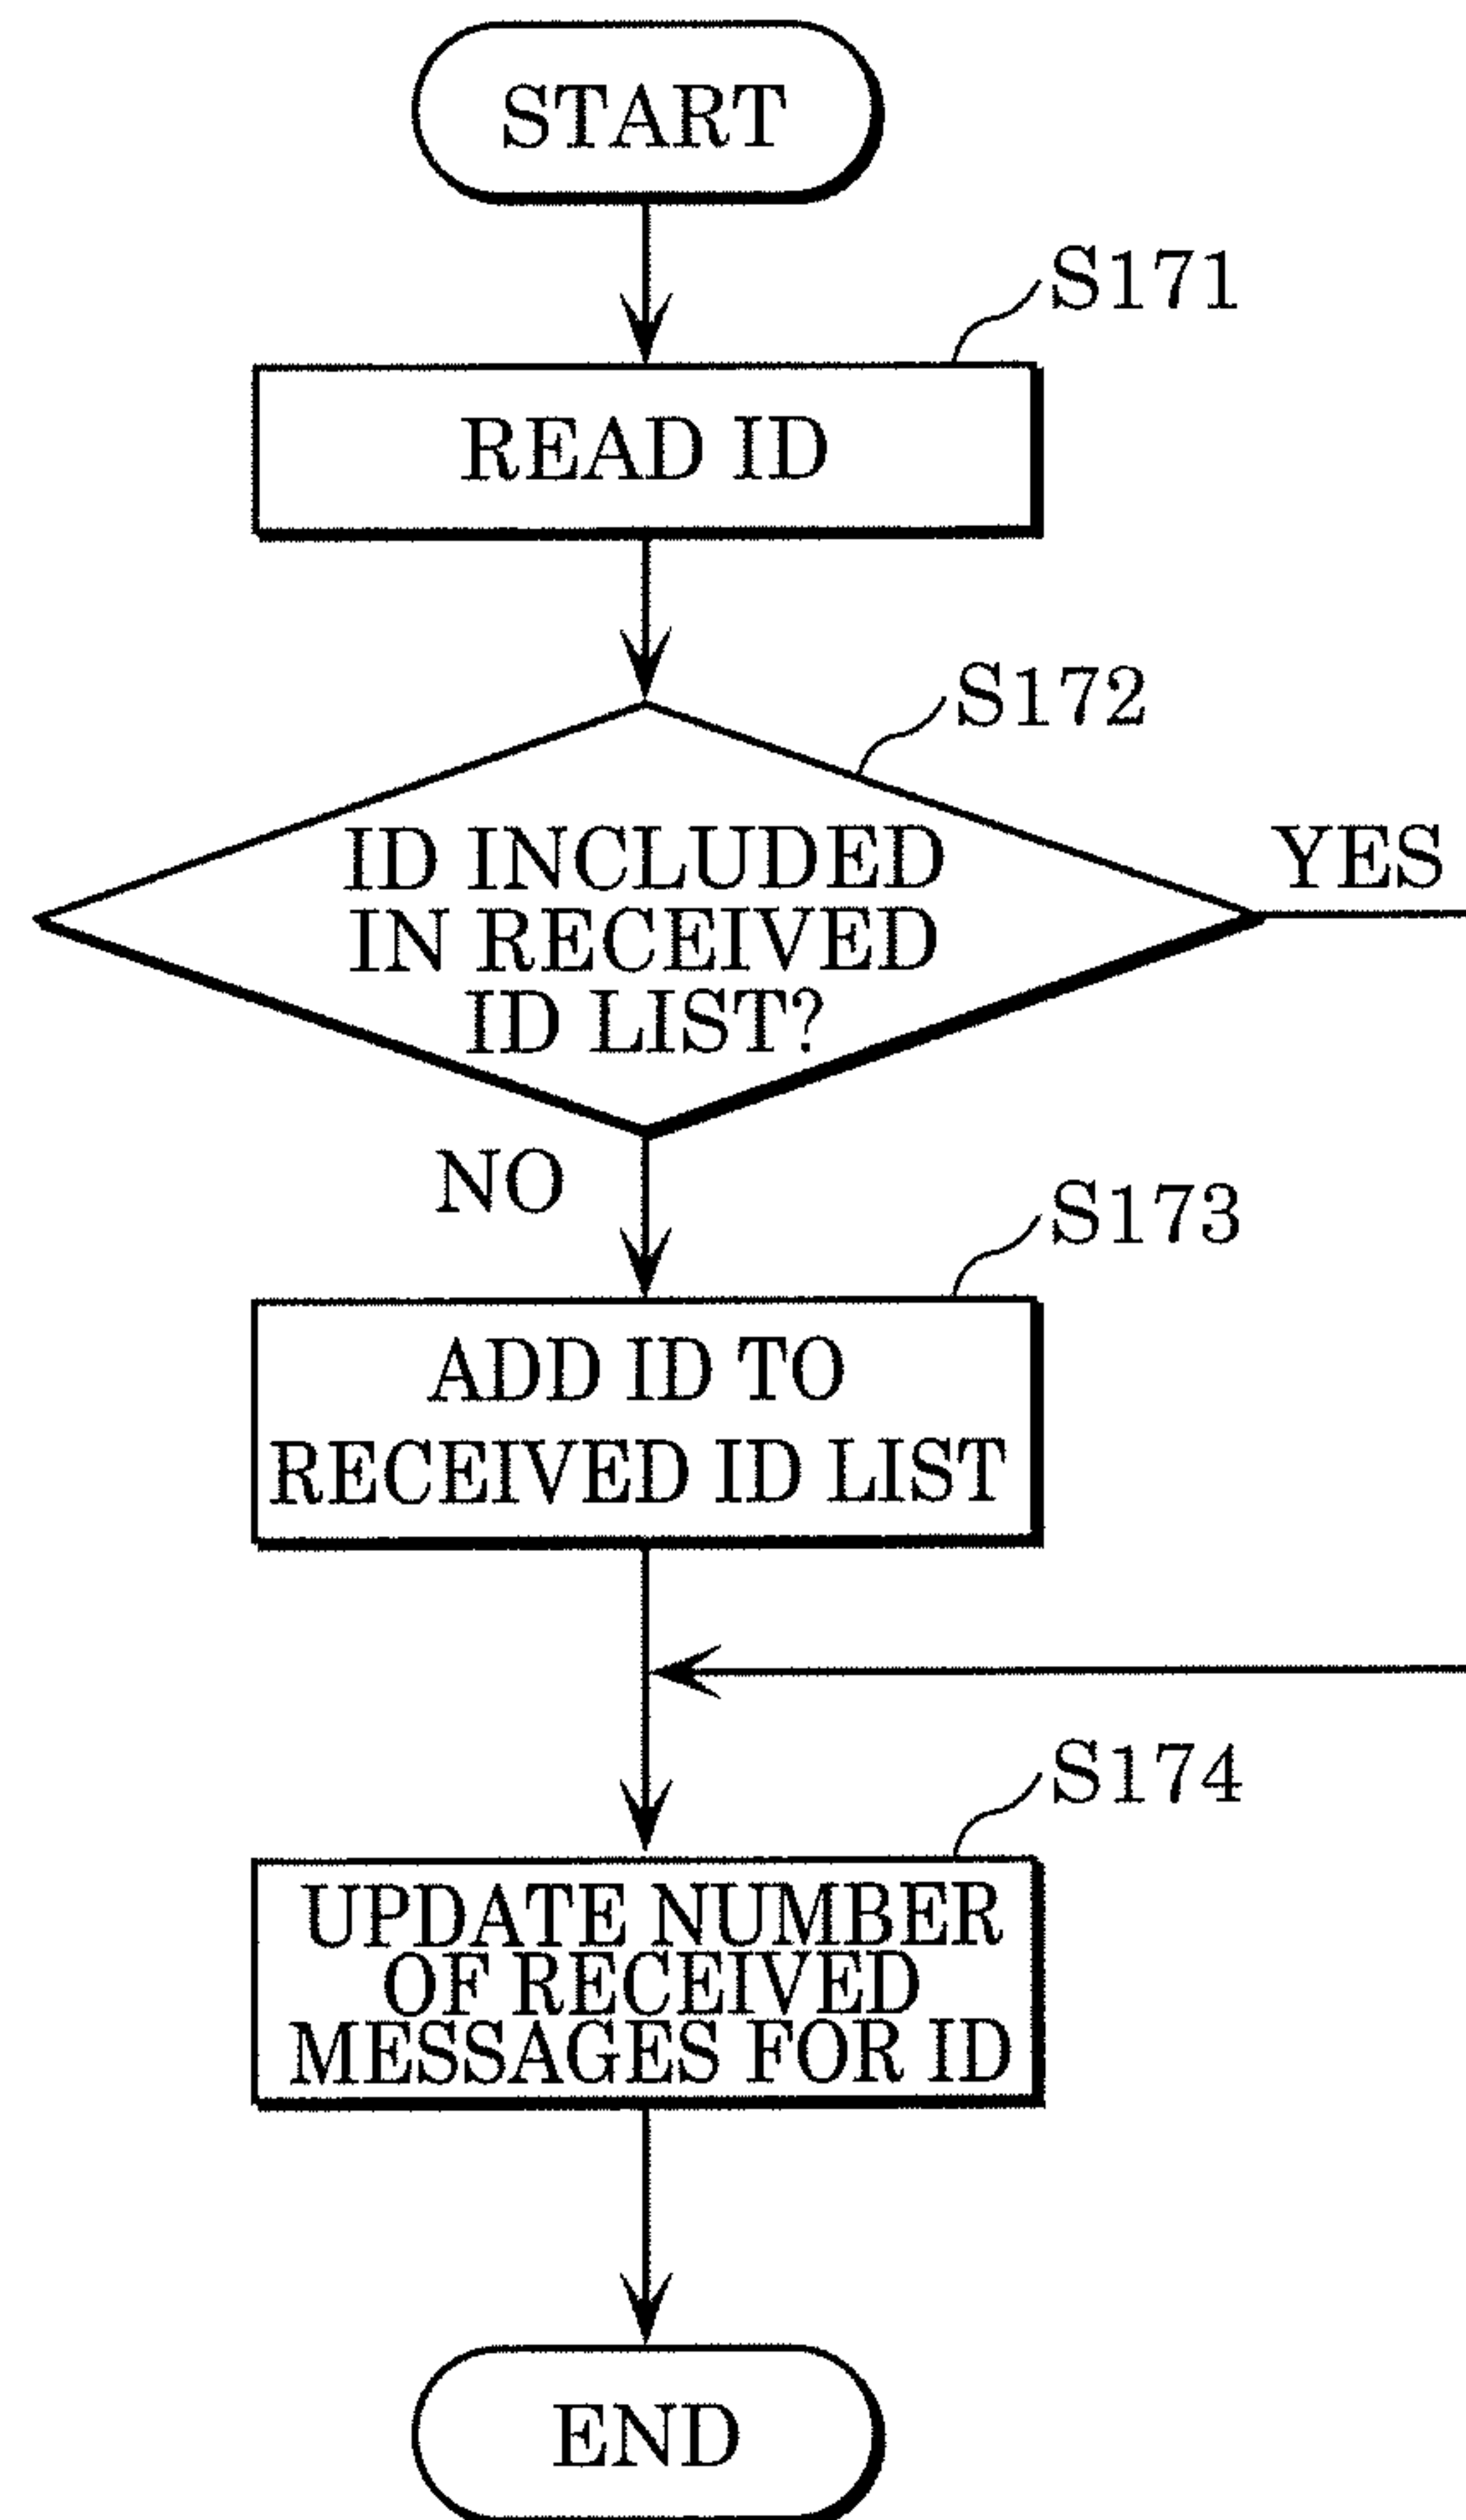 START
S171
READ ID
S172
ID INCLUDED
IN RECEIVED
ID LIST?
YES
NO
S173
ADD ID TO
RECEIVED ID LIST
S174
UPDATE NUMBER
OF RECEIVED
MESSAGES FOR ID
END